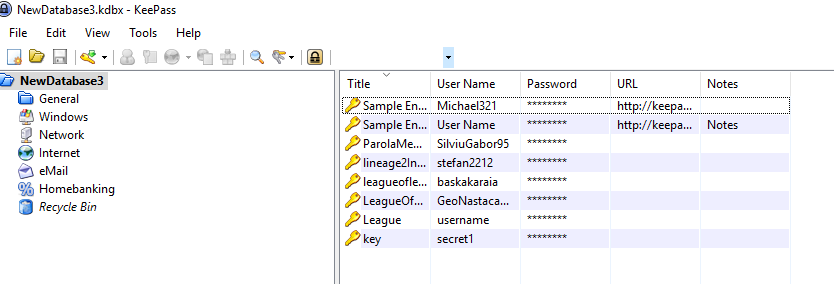 NewDatabase3.kdbx - KeePass
File Edit View Tools Help
NewDatabase3
General
Windows
Network
Internet
eMail
Homebanking
Recycle Bin
Title User Name Password URL Notes
Sample En... Michael321 ******** http://keepa...
Sample En... User Name ******** http://keepa... Notes
ParolaMe... SilviuGabor95 ********
lineage2In... stefan2212 ********
leagueofle... baskakaraia ********
LeagueOf... GeoNastaca... ********
League username ********
key secret1 ********